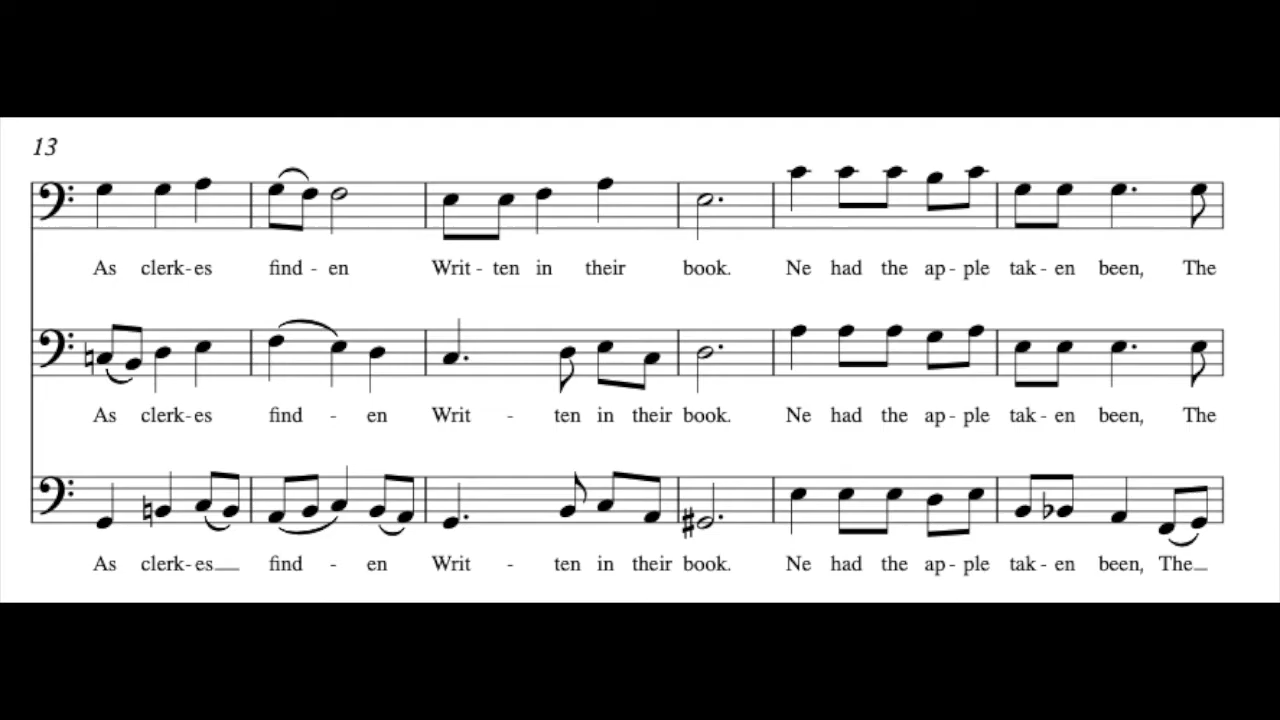 13
As clerk-es find - en Writ - ten in their book. Ne had the ap - ple tak - en been, The
As clerk-es find - en Writ - ten in their book. Ne had the ap - ple tak - en been, The
As clerk-es__ find - en Writ - ten in their book. Ne had the ap - ple tak - en been, The_